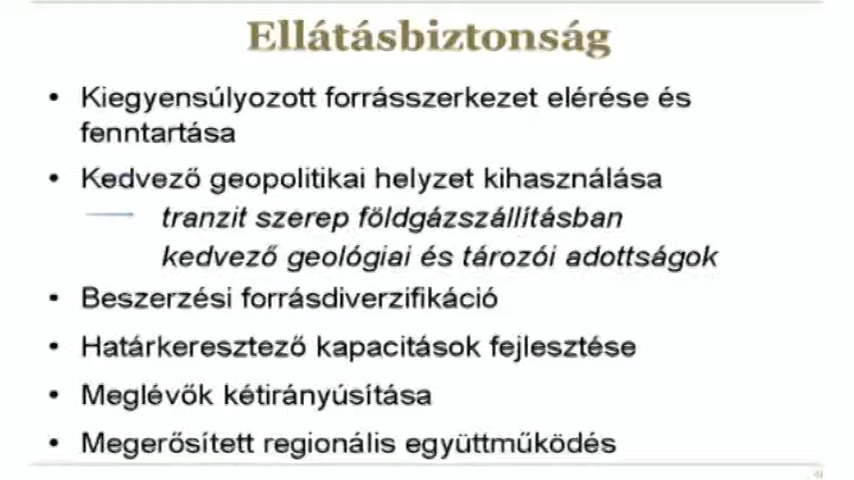 Ellátásbiztonság
• Kiegyensúlyozott forrásszerkezet elérése és
fenntartása
• Kedvező geopolitikai helyzet kihasználása
tranzit szerep földgázszállításban
kedvező geológiai és tározói adottságok
• Beszerzési forrásdiverzifikáció
• Határkeresztező kapacitások fejlesztése
• Meglévők kétirányúsítása
• Megerősített regionális együttműködés